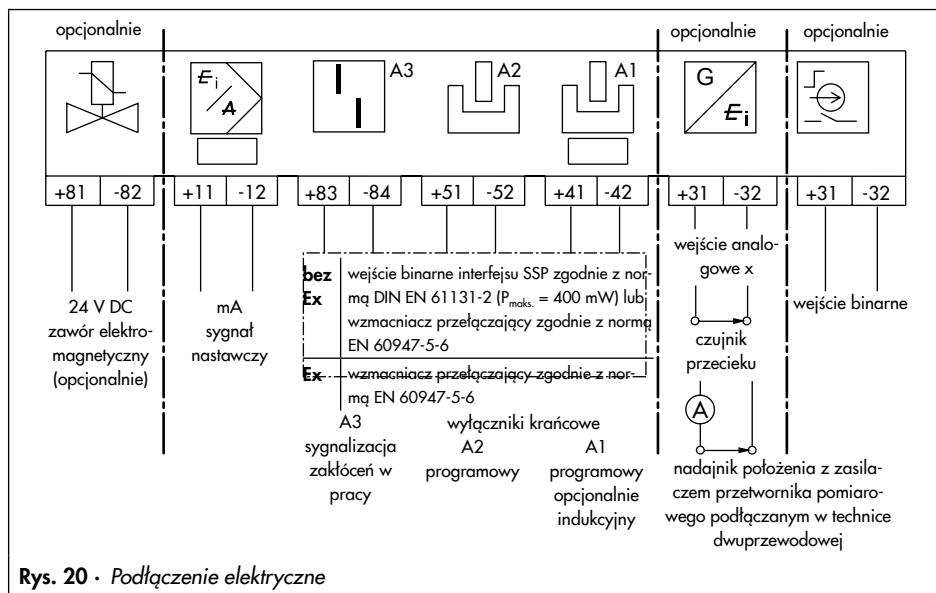 opcjonalnie
opcjonalnie
opcjonalnie
E i
A
A3
A2
A1
G
E i
+81 -82
+11 -12
+83 -84
+51 -52
+41 -42
+31 -32
+31 -32
24 V DC
zawór elektro-
magnetyczny
(opcjonalnie)
mA
sygnał
nastawczy
bez
Ex
wejście binarne interfejsu SSP zgodnie z nor-
mą DIN EN 61131-2 (Pmaks. = 400 mW) lub
wzmacniacz przełączający zgodnie z normą
EN 60947-5-6
Ex
wzmacniacz przełączający zgodnie z nor-
mą EN 60947-5-6
A3
sygnalizacja
zakłóceń w
pracy
wyłączniki krańcowe
A2
programowy
A1
programowy
opcjonalnie
indukcyjny
wejście analo-
gowe x
czujnik
przecieku
A
nadajnik położenia z zasila-
czem przetwornika pomiaro-
wego podłączanym w technice
dwuprzewodowej
wejście binarne
Rys. 20 · Podłączenie elektryczne